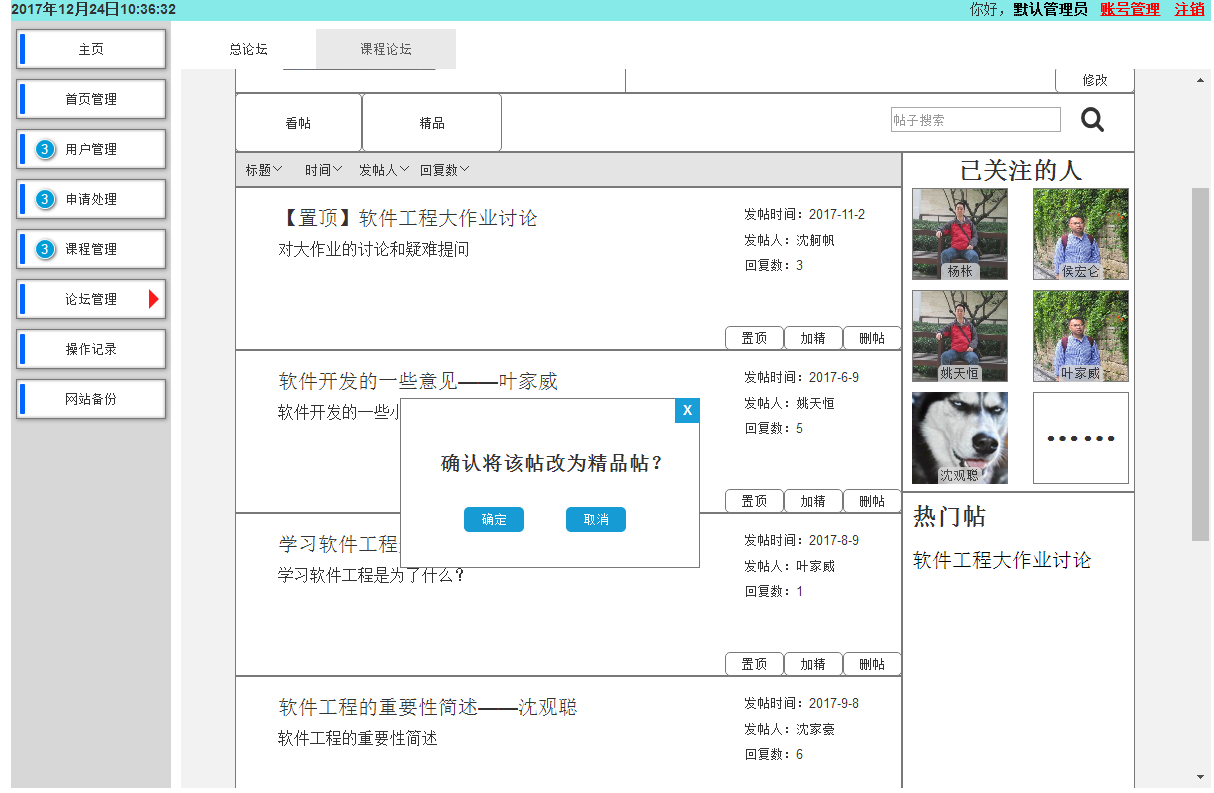 2017年12月24日10:36:32
你好，默认管理员 账号管理 注销
主页
首页管理
3 用户管理
3 申请处理
3 课程管理
论坛管理
操作记录
网站备份
总论坛 课程论坛
修改
看帖 精品 帖子搜索
标题 时间 发帖人 回复数
【置顶】软件工程大作业讨论
对大作业的讨论和疑难提问
发帖时间：2017-11-2
发帖人：沈舸帆
回复数：3
置顶 加精 删帖
软件开发的一些意见——叶家威
软件开发的一些小
发帖时间：2017-6-9
发帖人：姚天恒
回复数：5
置顶 加精 删帖
X
确认将该帖改为精品帖？
确定 取消
学习软件工程
学习软件工程是为了什么？
发帖时间：2017-8-9
发帖人：叶家威
回复数：1
置顶 加精 删帖
软件工程的重要性简述——沈观聪
软件工程的重要性简述
发帖时间：2017-9-8
发帖人：沈家豪
回复数：6
已关注的人
杨枨 侯宏仑
姚天恒 叶家威
沈观聪 ······
热门帖
软件工程大作业讨论